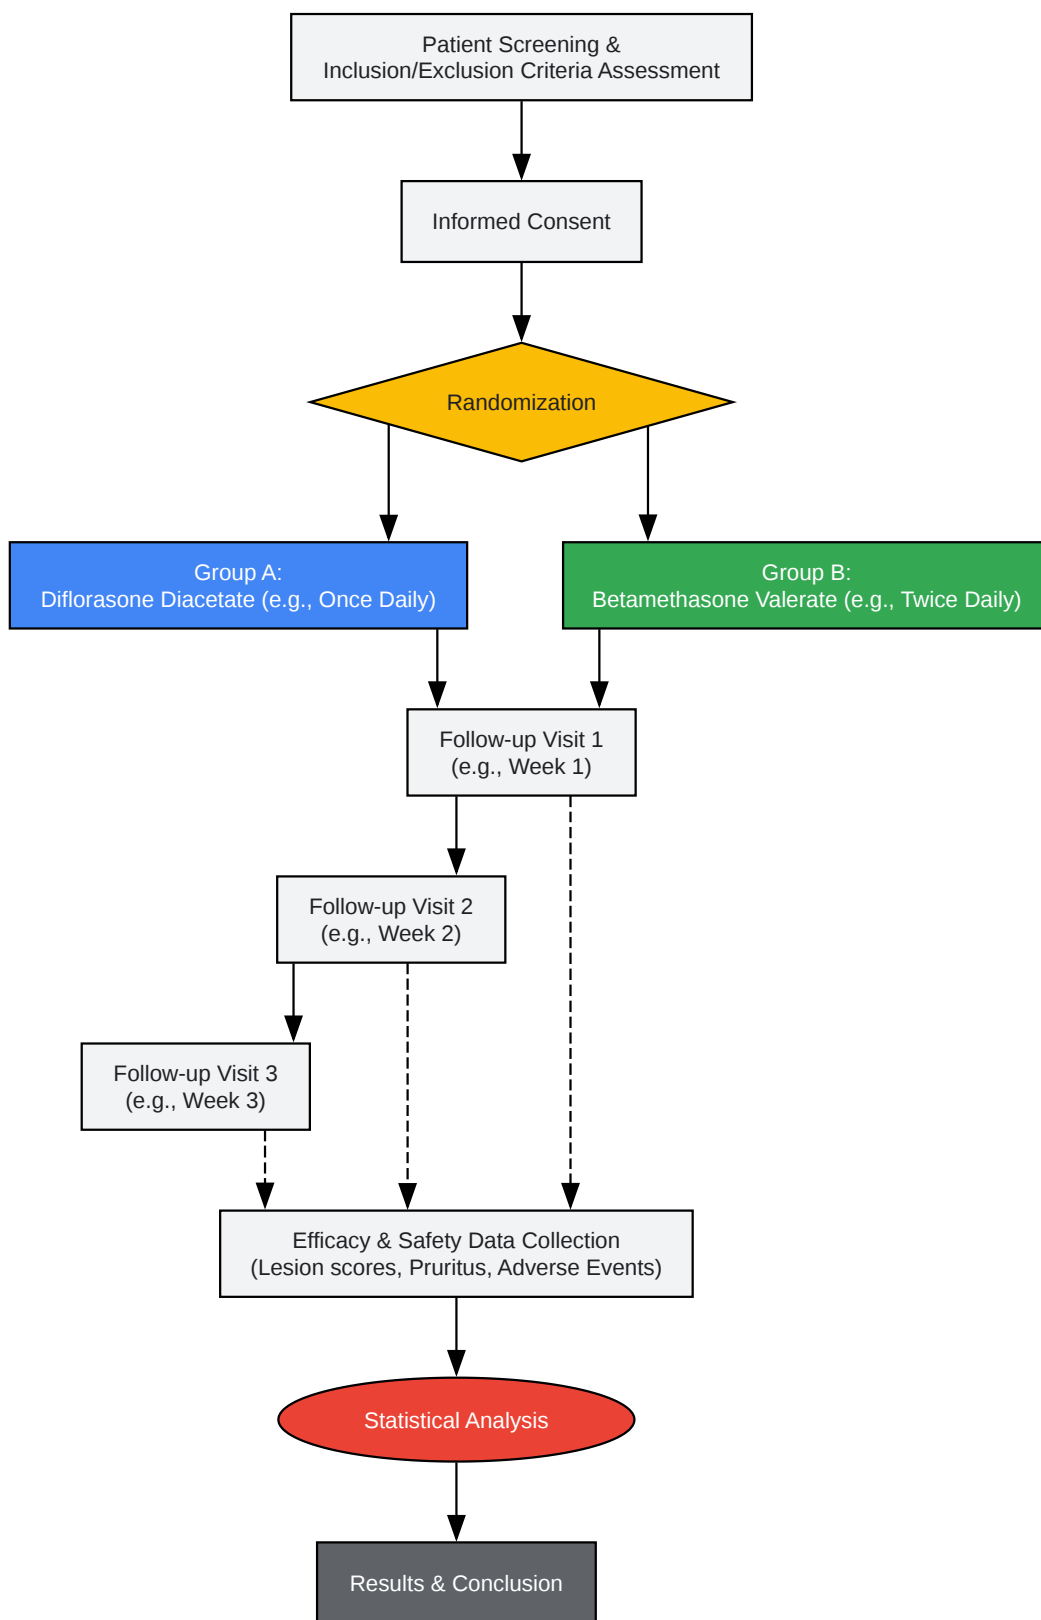 Patient Screening &
Inclusion/Exclusion Criteria Assessment
Informed Consent
Randomization
Group A:
Diflorasone Diacetate (e.g., Once Daily)
Group B:
Betamethasone Valerate (e.g., Twice Daily)
Follow-up Visit 1
(e.g., Week 1)
Follow-up Visit 2
(e.g., Week 2)
Follow-up Visit 3
(e.g., Week 3)
Efficacy & Safety Data Collection
(Lesion scores, Pruritus, Adverse Events)
Statistical Analysis
Results & Conclusion